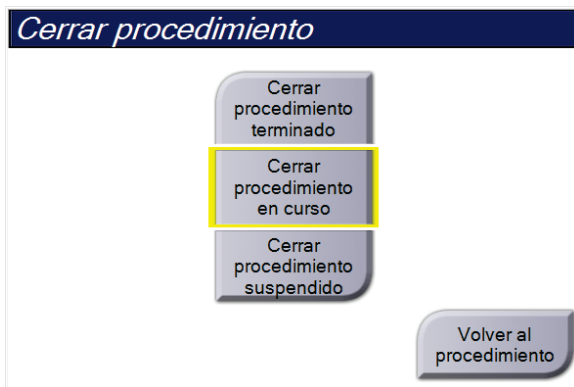 Cerrar procedimiento
Cerrar
procedimiento
terminado
Cerrar
procedimiento
en curso
Cerrar
procedimiento
suspendido
Volver al
procedimiento